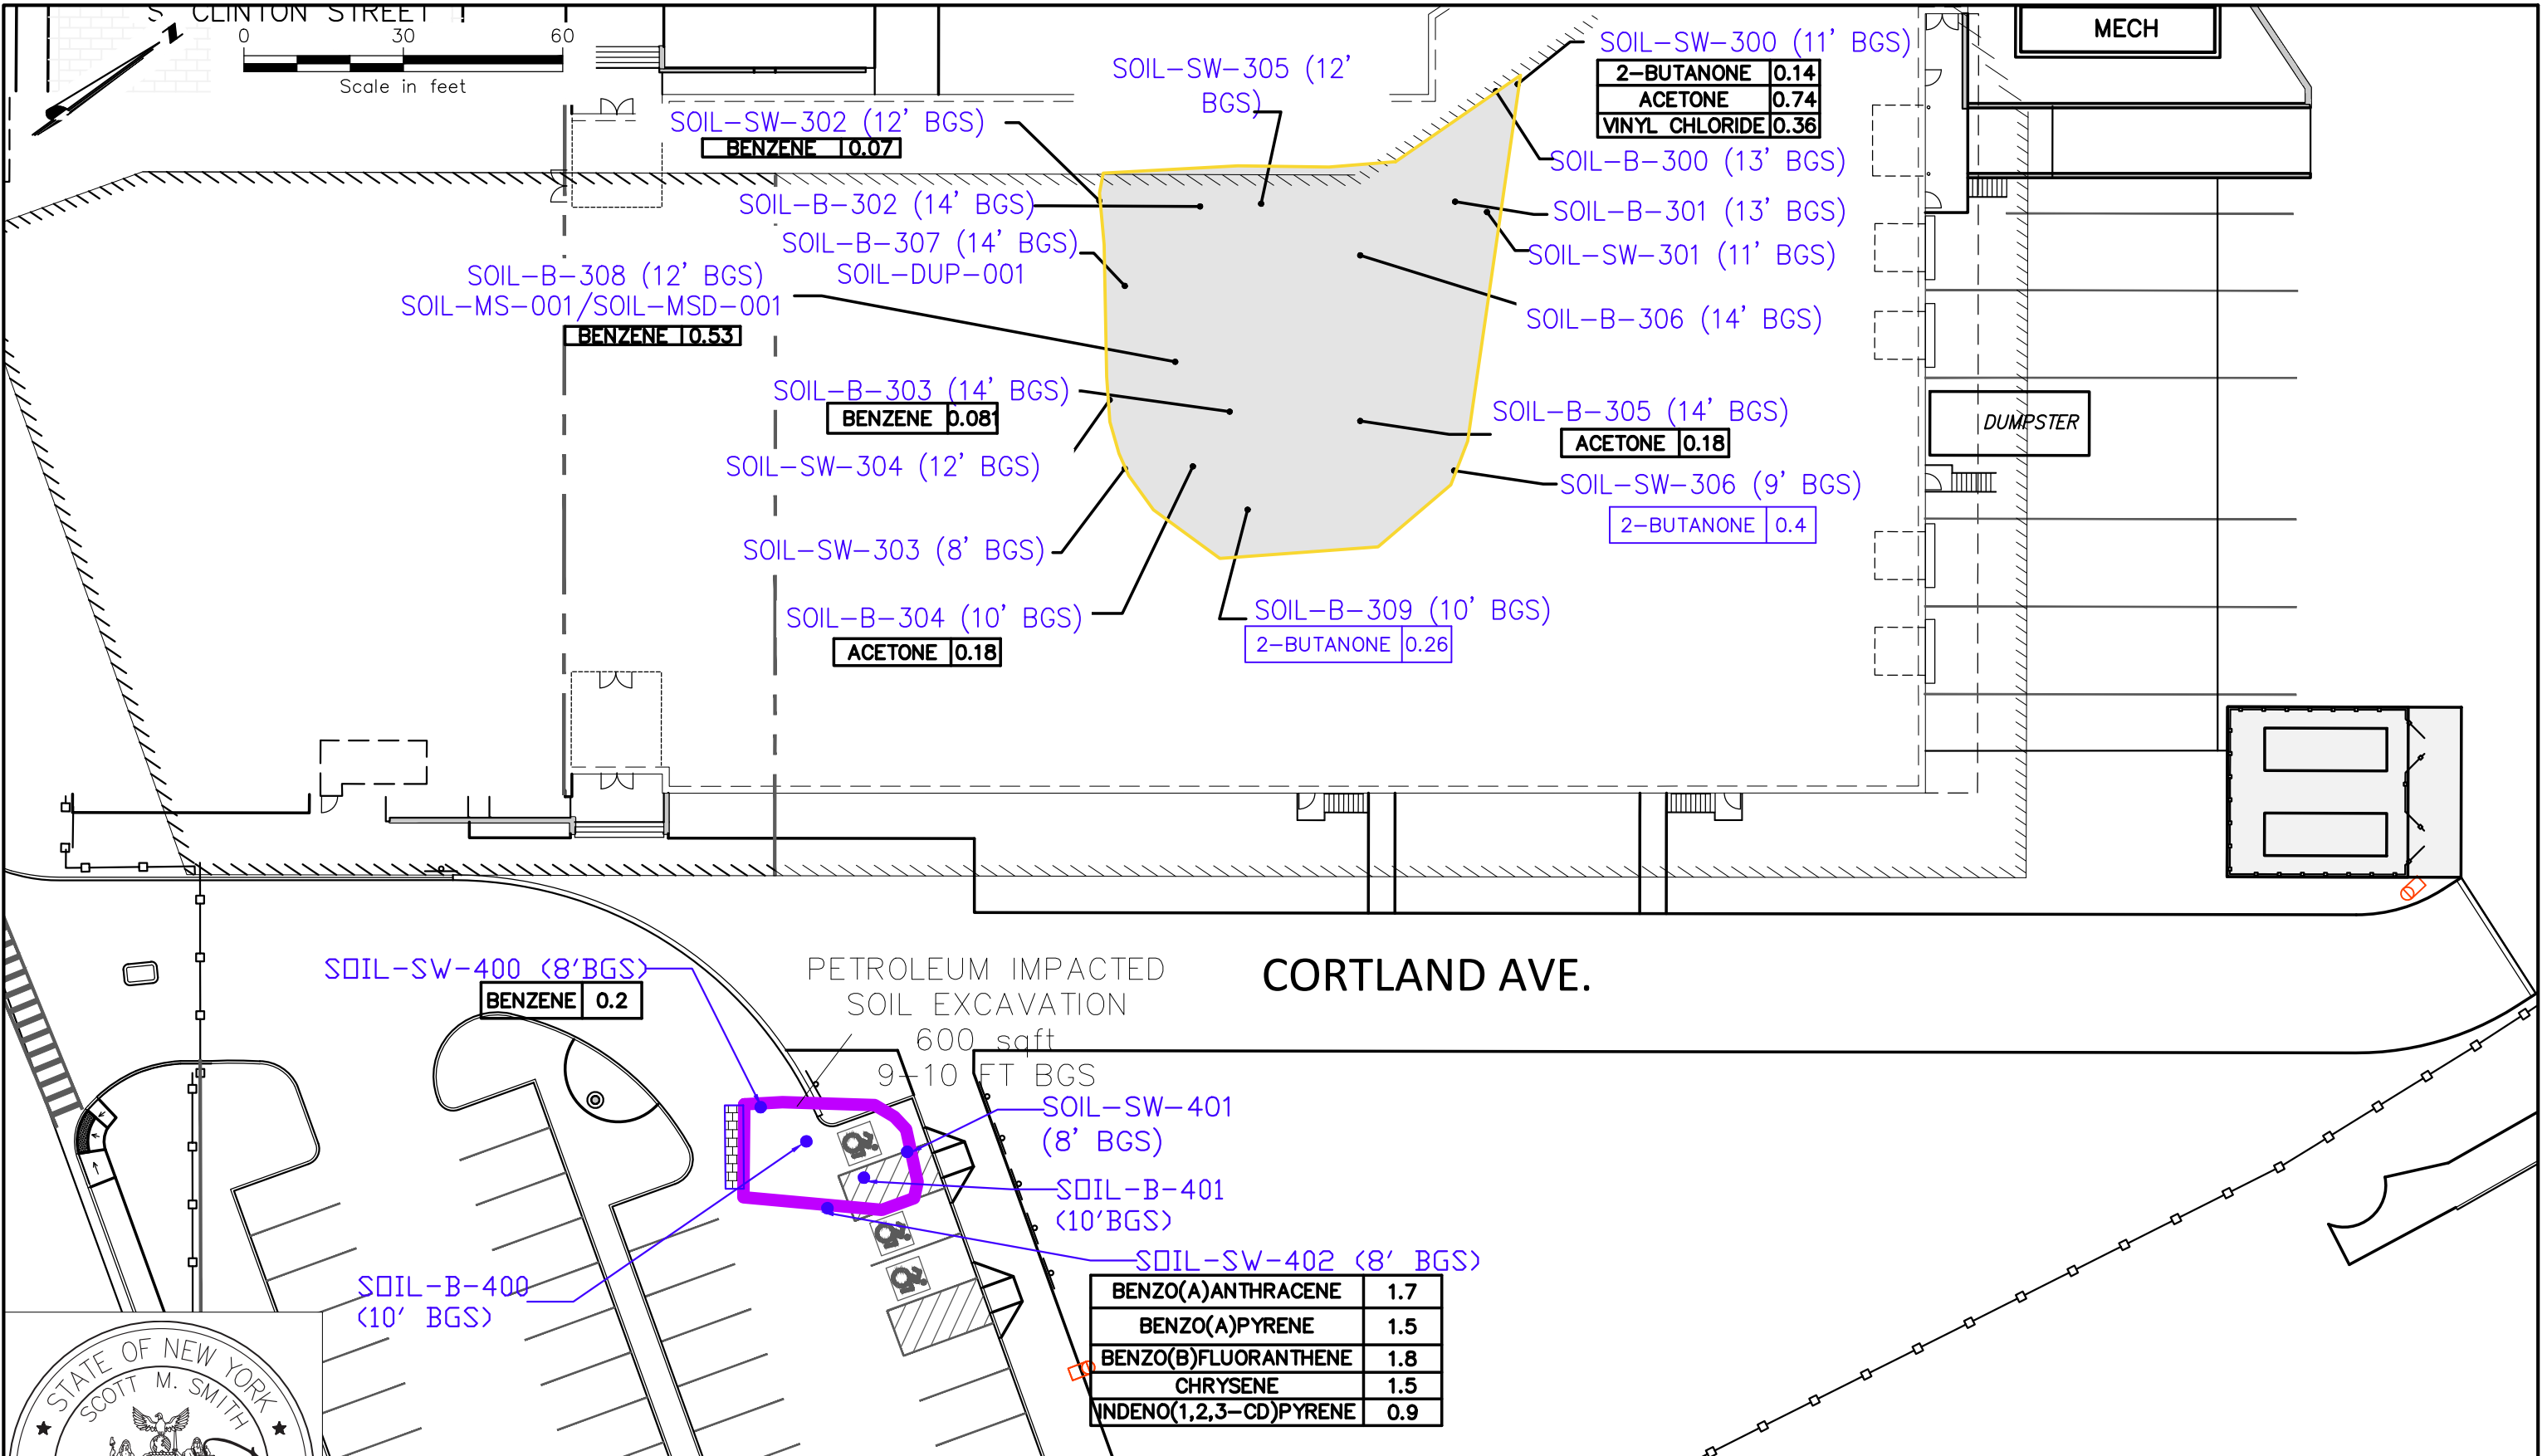 S CLINTON STREET
0 30 60
Scale in feet
MECH
SOIL-SW-300 (11' BGS)
2-BUTANONE 0.14
ACETONE 0.74
VINYL CHLORIDE 0.36
SOIL-SW-305 (12'
BGS)
SOIL-SW-302 (12' BGS)
BENZENE 0.07
SOIL-B-300 (13' BGS)
SOIL-B-302 (14' BGS)
SOIL-B-301 (13' BGS)
SOIL-B-307 (14' BGS)
SOIL-DUP-001
SOIL-SW-301 (11' BGS)
SOIL-B-308 (12' BGS)
SOIL-MS-001/SOIL-MSD-001
BENZENE 0.53
SOIL-B-306 (14' BGS)
SOIL-B-303 (14' BGS)
BENZENE 0.081
SOIL-B-305 (14' BGS)
ACETONE 0.18
DUMPSTER
SOIL-SW-304 (12' BGS)
SOIL-SW-306 (9' BGS)
2-BUTANONE 0.4
SOIL-SW-303 (8' BGS)
SOIL-B-304 (10' BGS)
ACETONE 0.18
SOIL-B-309 (10' BGS)
2-BUTANONE 0.26
SOIL-SW-400 (8'BGS)
BENZENE 0.2
PETROLEUM IMPACTED
SOIL EXCAVATION
600 sqft
9-10 FT BGS
CORTLAND AVE.
SOIL-SW-401
(8' BGS)
SOIL-B-401
(10'BGS)
SOIL-SW-402 (8' BGS)
BENZO(A)ANTHRACENE 1.7
BENZO(A)PYRENE 1.5
BENZO(B)FLUORANTHENE 1.8
CHRYSENE 1.5
INDENO(1,2,3-CD)PYRENE 0.9
SOIL-B-400
(10' BGS)
STATE OF NEW YORK
SCOTT M. SMITH